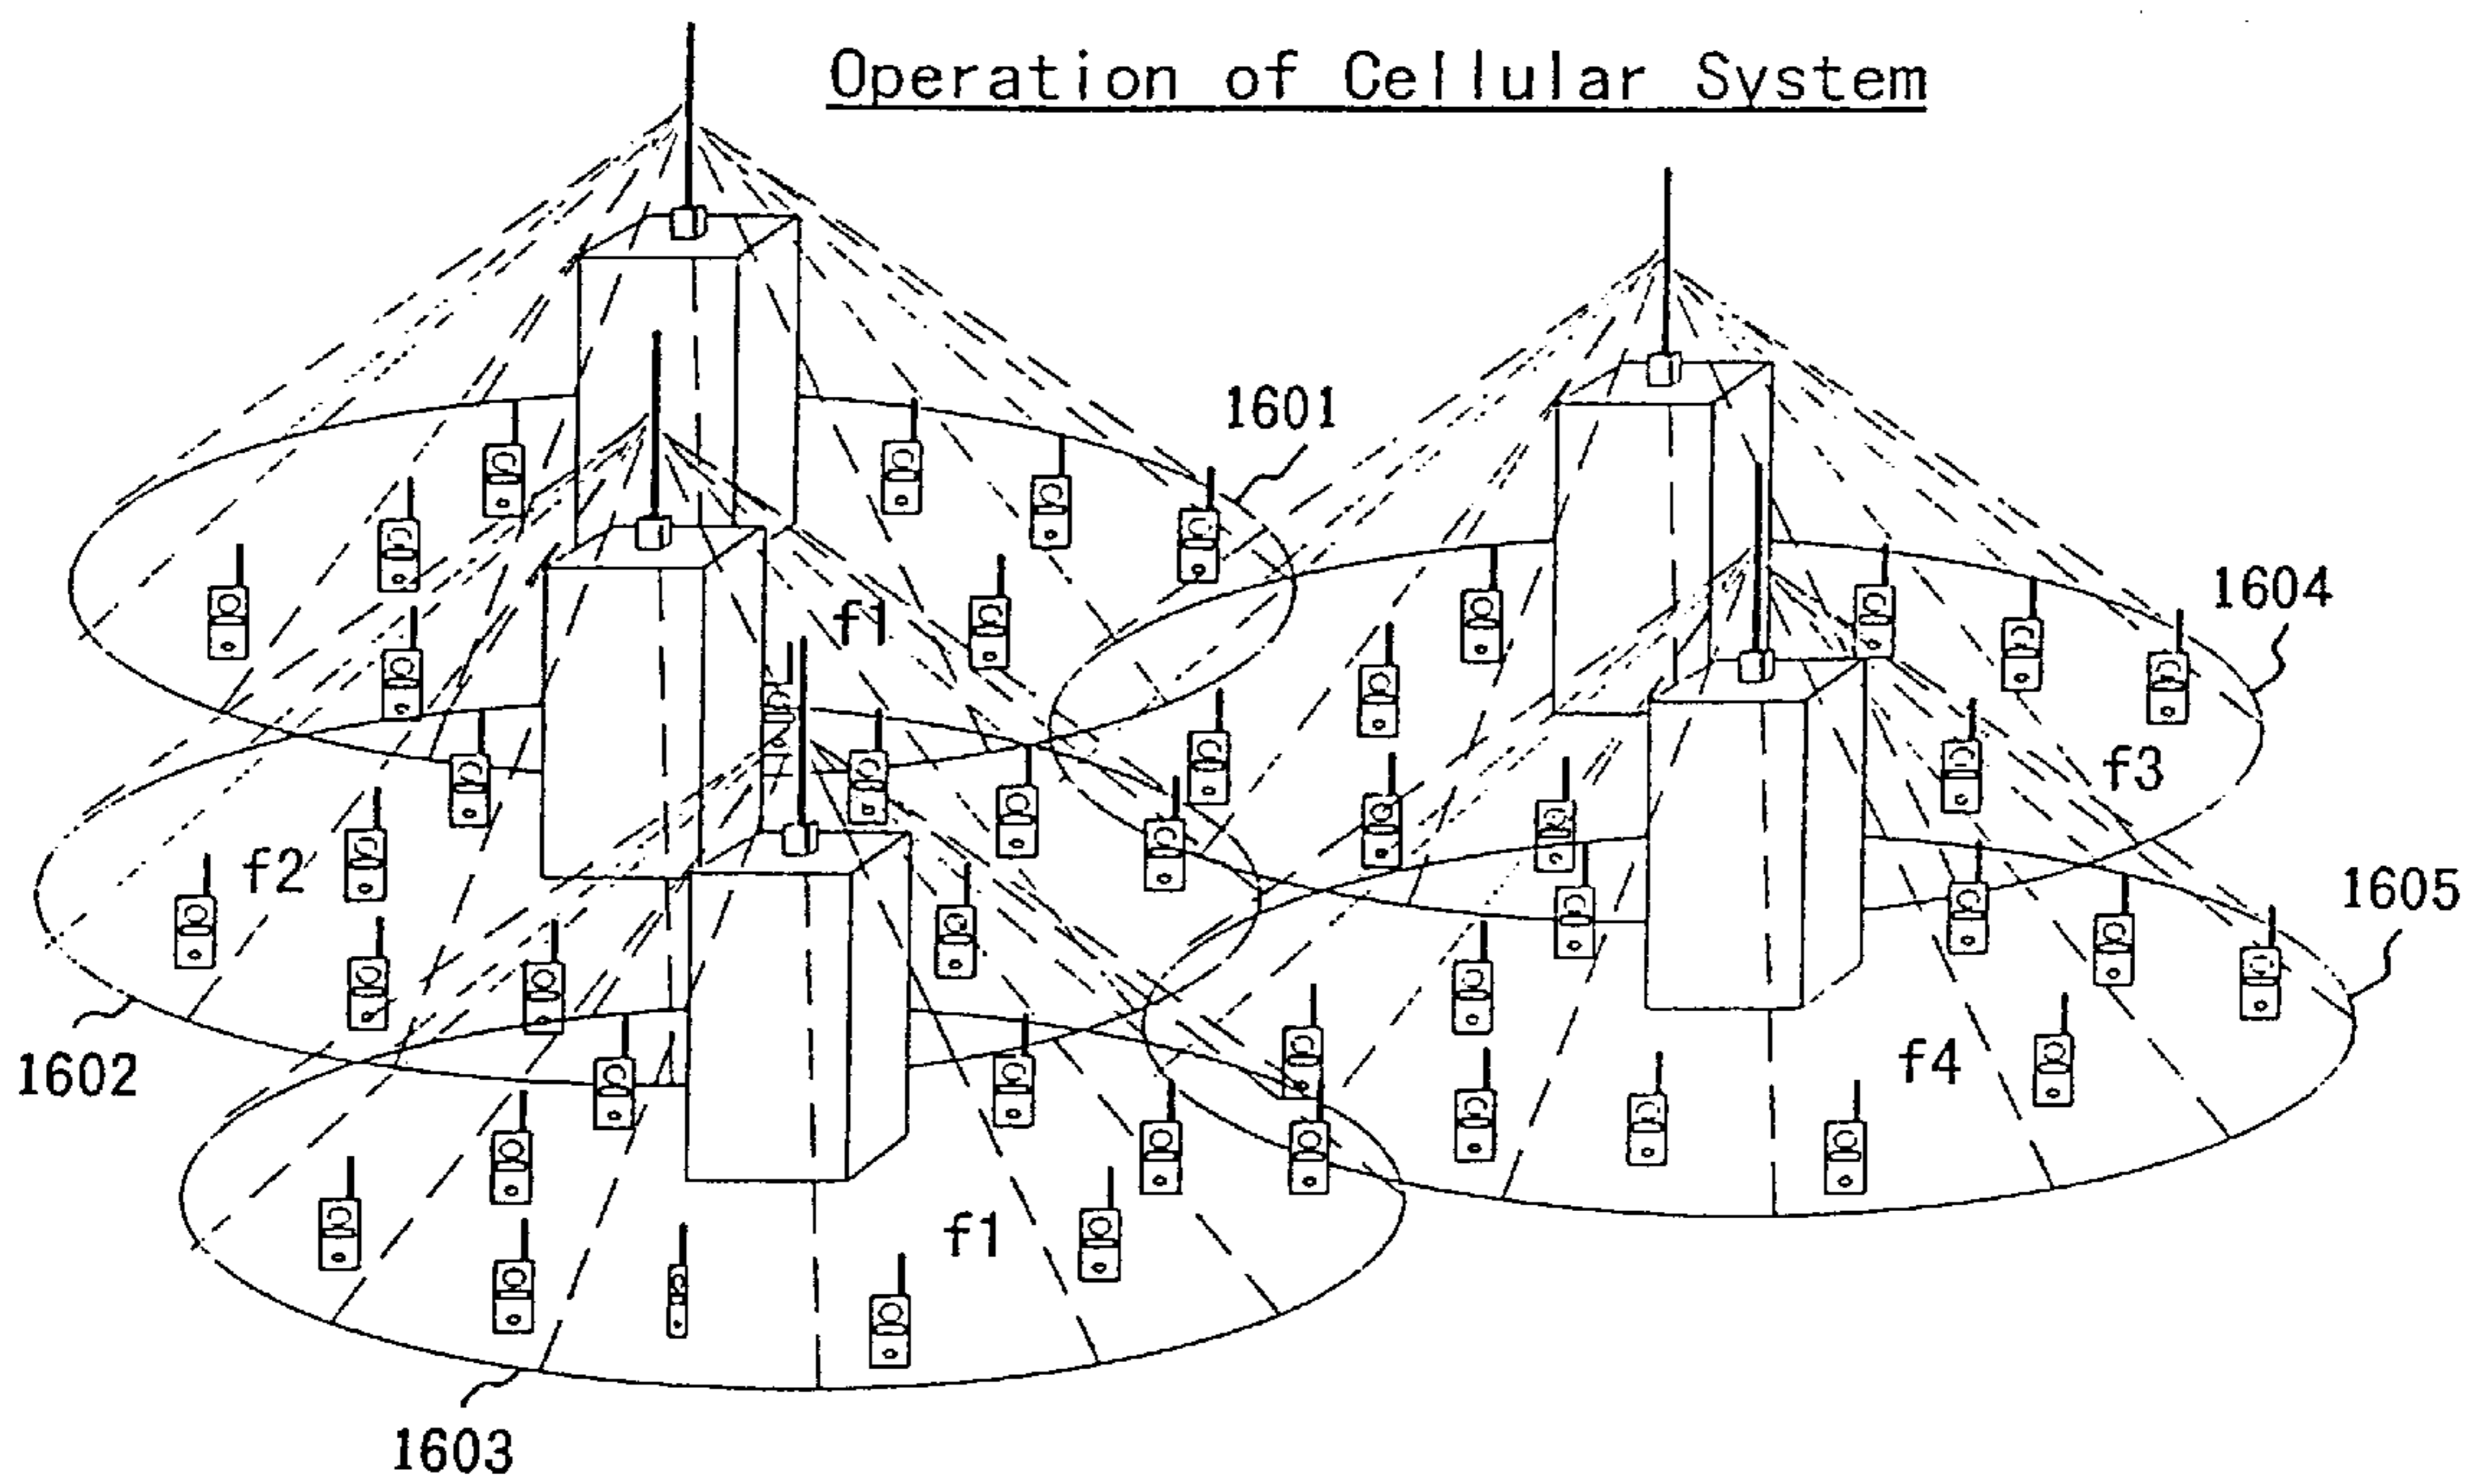 Operation of Cellular System
1601
1604
f1
f3
1605
f2
1602
f4
f1
1603